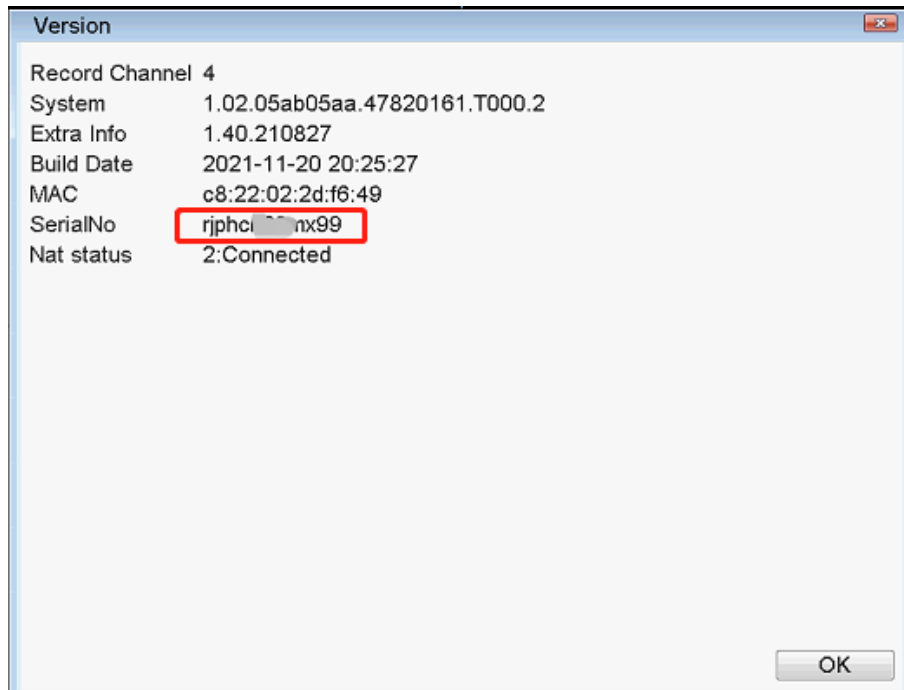 Version
Record Channel 4
System 1.02.05ab05aa.47820161.T000.2
Extra Info 1.40.210827
Build Date 2021-11-20 20:25:27
MAC c8:22:02:2d:f6:49
SerialNo
Nat status 2:Connected
OK